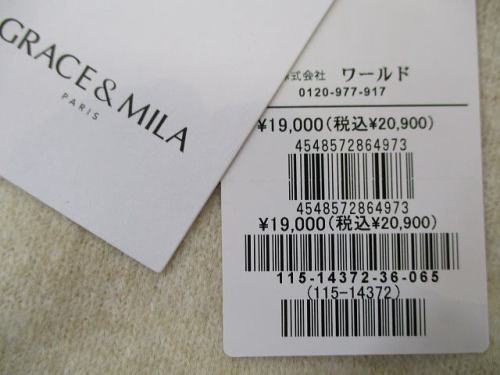 GRACE & MILA
PARIS
株式会社 ワールド
0120-977-917
¥19,000(税込¥20,900)
4548572864973
4548572864973
¥19,000(税込¥20,900)
115-14372-36-065
(115-14372)